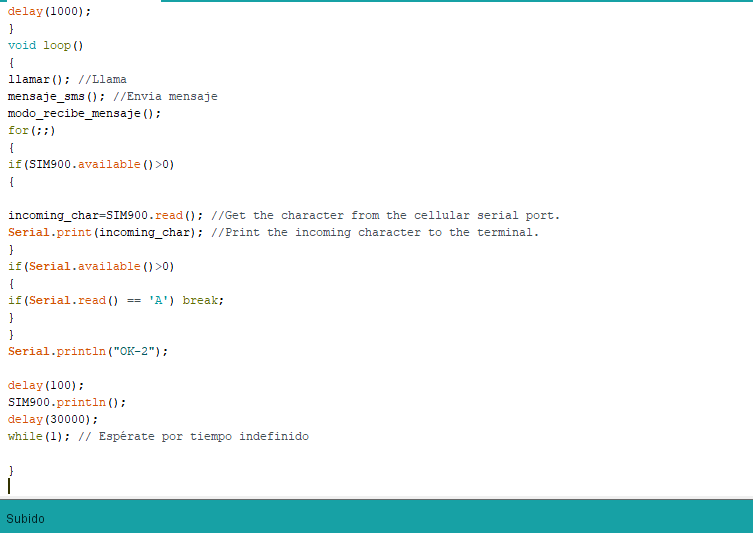 delay(1000);
}
void loop()
{
llamar(); //Llama
mensaje_sms(); //Envia mensaje
modo_recibe_mensaje();
for(;;)
{
if(SIM900.available()>0)
{
incoming_char=SIM900.read(); //Get the character from the cellular serial port.
Serial.print(incoming_char); //Print the incoming character to the terminal.
}
if(Serial.available()>0)
{
if(Serial.read() == 'A') break;
}
}
Serial.println("OK-2");
delay(100);
SIM900.println();
delay(30000);
while(1); // Espérate por tiempo indefinido
}
Subido